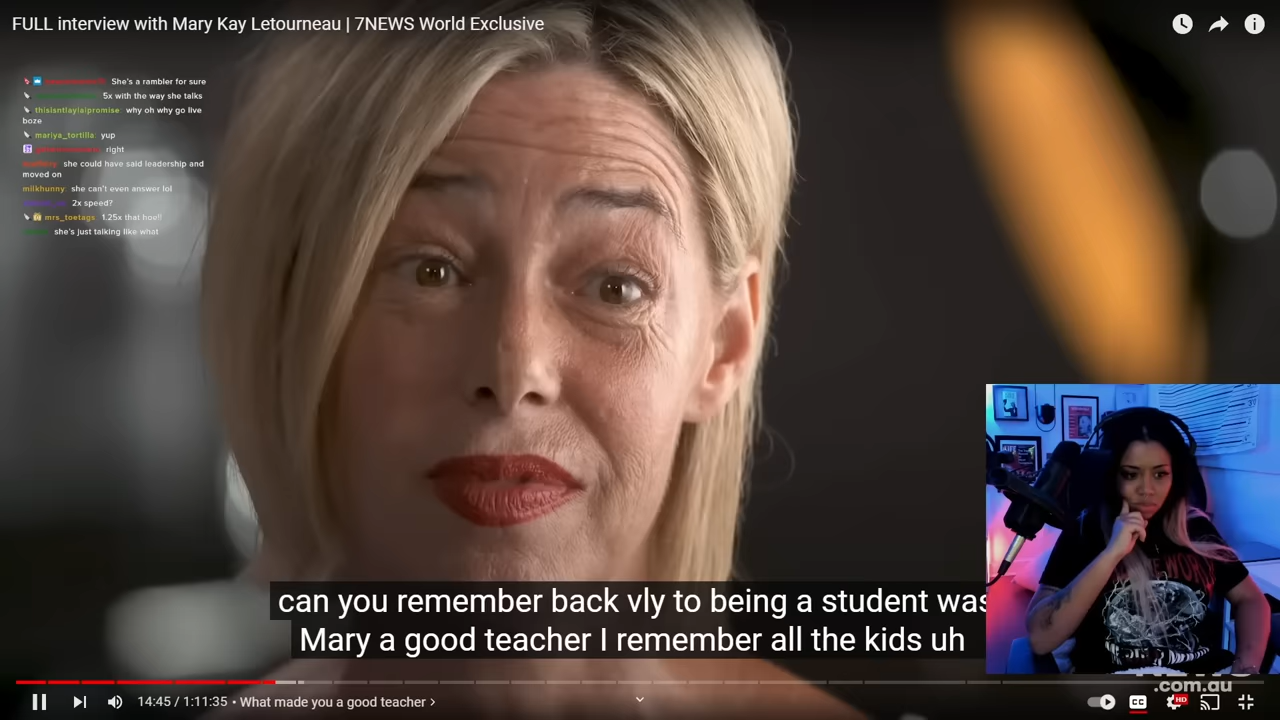 FULL interview with Mary Kay Letourneau | 7NEWS World Exclusive
She's a rambler for sure
5x with the way she talks
why oh why go live
boze
mariya_tortilla: yup
right
she could have said leadership and
moved on
milkhunny: she can't even answer lol
2x speed?
mrs_toetags: 1.25x that hoe!!
she's just talking like what
can you remember back vly to being a student was
Mary a good teacher I remember all the kids uh
.com.au
14:45 / 1:11:35 • What made you a good teacher ›
CC
HD